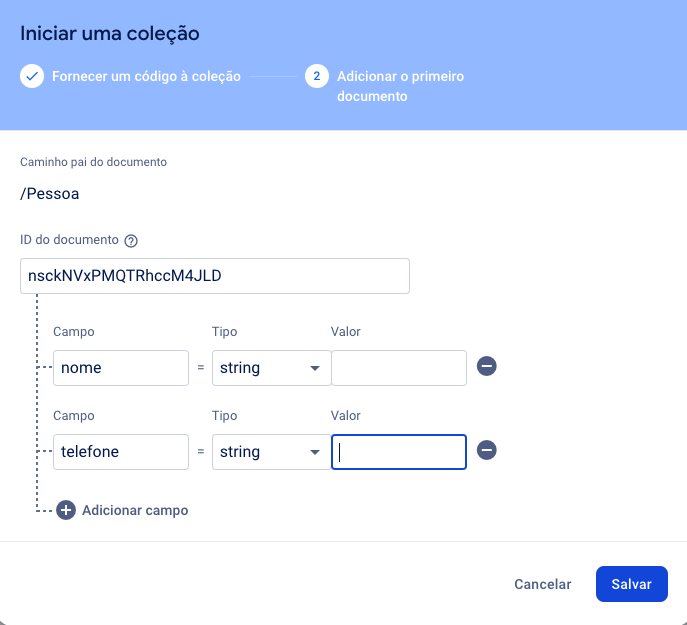 Iniciar uma coleção
Fornecer um código à coleção
2 Adicionar o primeiro
documento
Caminho pai do documento
/Pessoa
ID do documento
nsckNVxPMQTRhccM4JLD
Campo Tipo Valor
nome = string
Campo Tipo Valor
telefone = string
Adicionar campo
Cancelar Salvar